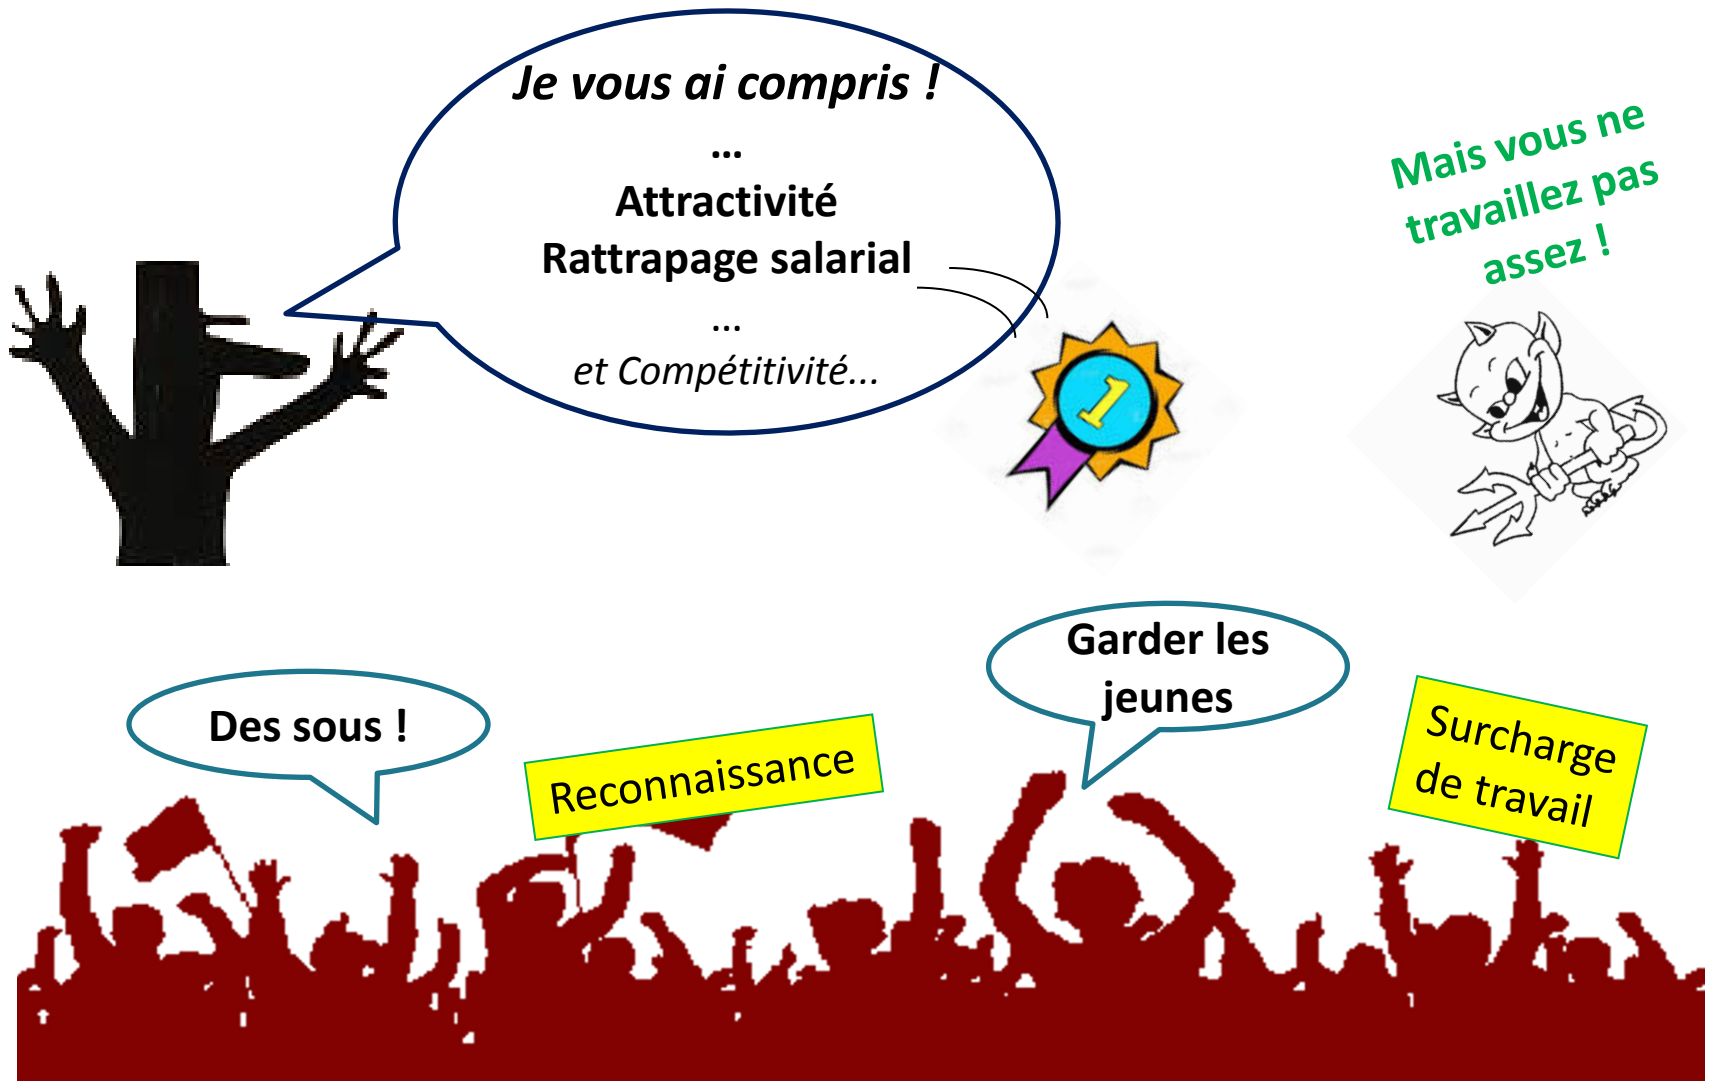 Je vous ai compris !
...
Attractivité
Rattrapage salarial
...
et Compétitivité...
Mais vous ne
travaillez pas
assez !
1
Garder les
jeunes
Des sous !
Reconnaissance
Surcharge
de travail